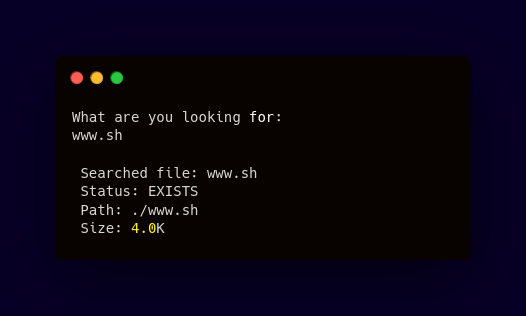 What are you looking for:
www.sh
Searched file: www.sh
Status: EXISTS
Path: ./www.sh
Size: 4.0K